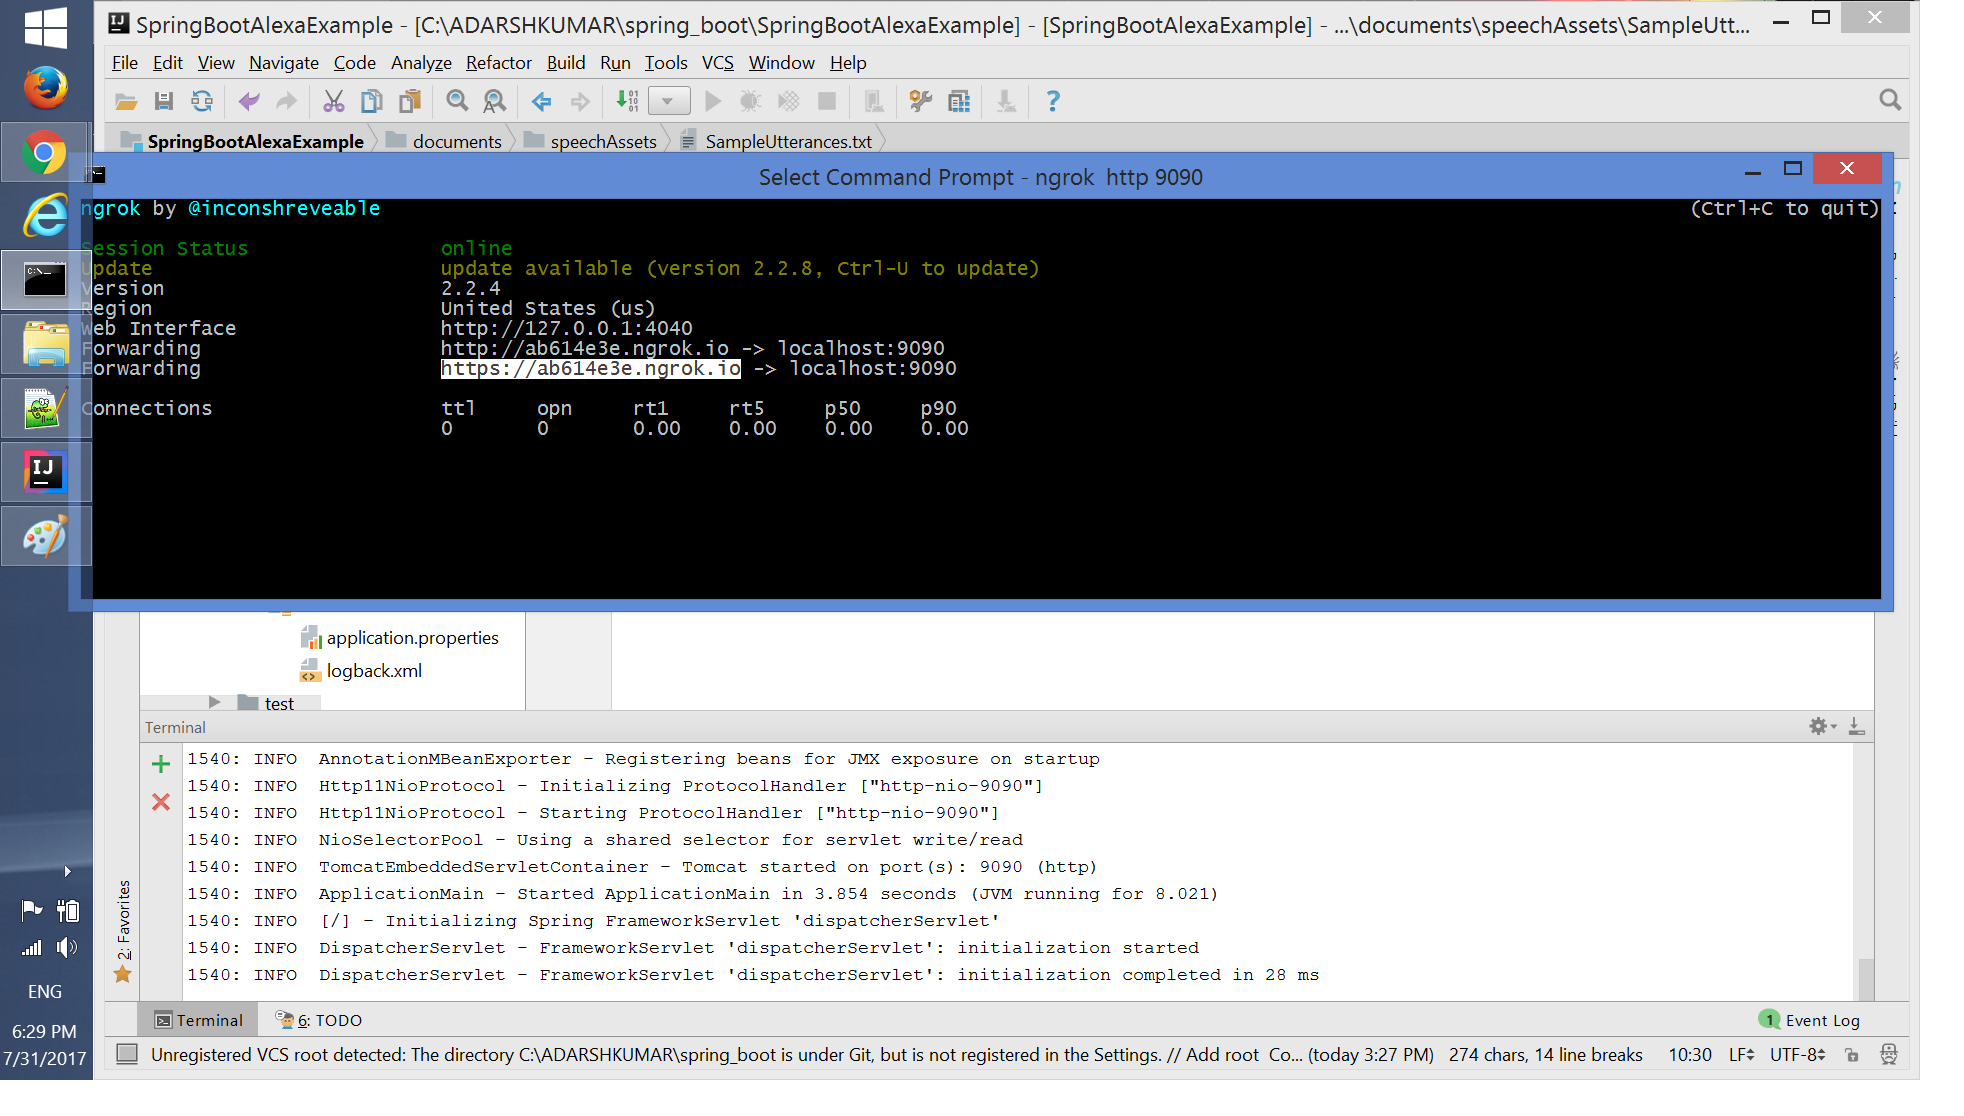 SpringBootAlexaExample - [C:\ADARSHKUMAR\spring_boot\SpringBootAlexaExample] - [SpringBootAlexaExample] - ...\documents\speechAssets\SampleUtt...
File Edit View Navigate Code Analyze Refactor Build Run Tools VCS Window Help
SpringBootAlexaExample documents speechAssets SampleUtterances.txt
Select Command Prompt - ngrok  http 9090
ngrok by @inconshreveable (Ctrl+C to quit)
Session Status online
Update update available (version 2.2.8, Ctrl-U to update)
Version 2.2.4
Region United States (us)
Web Interface http://127.0.0.1:4040
Forwarding http://ab614e3e.ngrok.io -> localhost:9090
Forwarding https://ab614e3e.ngrok.io -> localhost:9090
Connections ttl opn rt1 rt5 p50 p90
0 0 0.00 0.00 0.00 0.00
application.properties
logback.xml
test
Terminal
1540: INFO  AnnotationMBeanExporter - Registering beans for JMX exposure on startup
1540: INFO  Http11NioProtocol - Initializing ProtocolHandler ["http-nio-9090"]
1540: INFO  Http11NioProtocol - Starting ProtocolHandler ["http-nio-9090"]
1540: INFO  NioSelectorPool - Using a shared selector for servlet write/read
1540: INFO  TomcatEmbeddedServletContainer - Tomcat started on port(s): 9090 (http)
1540: INFO  ApplicationMain - Started ApplicationMain in 3.854 seconds (JVM running for 8.021)
1540: INFO  [/] - Initializing Spring FrameworkServlet 'dispatcherServlet'
1540: INFO  DispatcherServlet - FrameworkServlet 'dispatcherServlet': initialization started
1540: INFO  DispatcherServlet - FrameworkServlet 'dispatcherServlet': initialization completed in 28 ms
2: Favorites
Terminal 6: TODO 1 Event Log
Unregistered VCS root detected: The directory C:\ADARSHKUMAR\spring_boot is under Git, but is not registered in the Settings. // Add root  Co... (today 3:27 PM) 274 chars, 14 line breaks 10:30 LF UTF-8
ENG
6:29 PM
7/31/2017